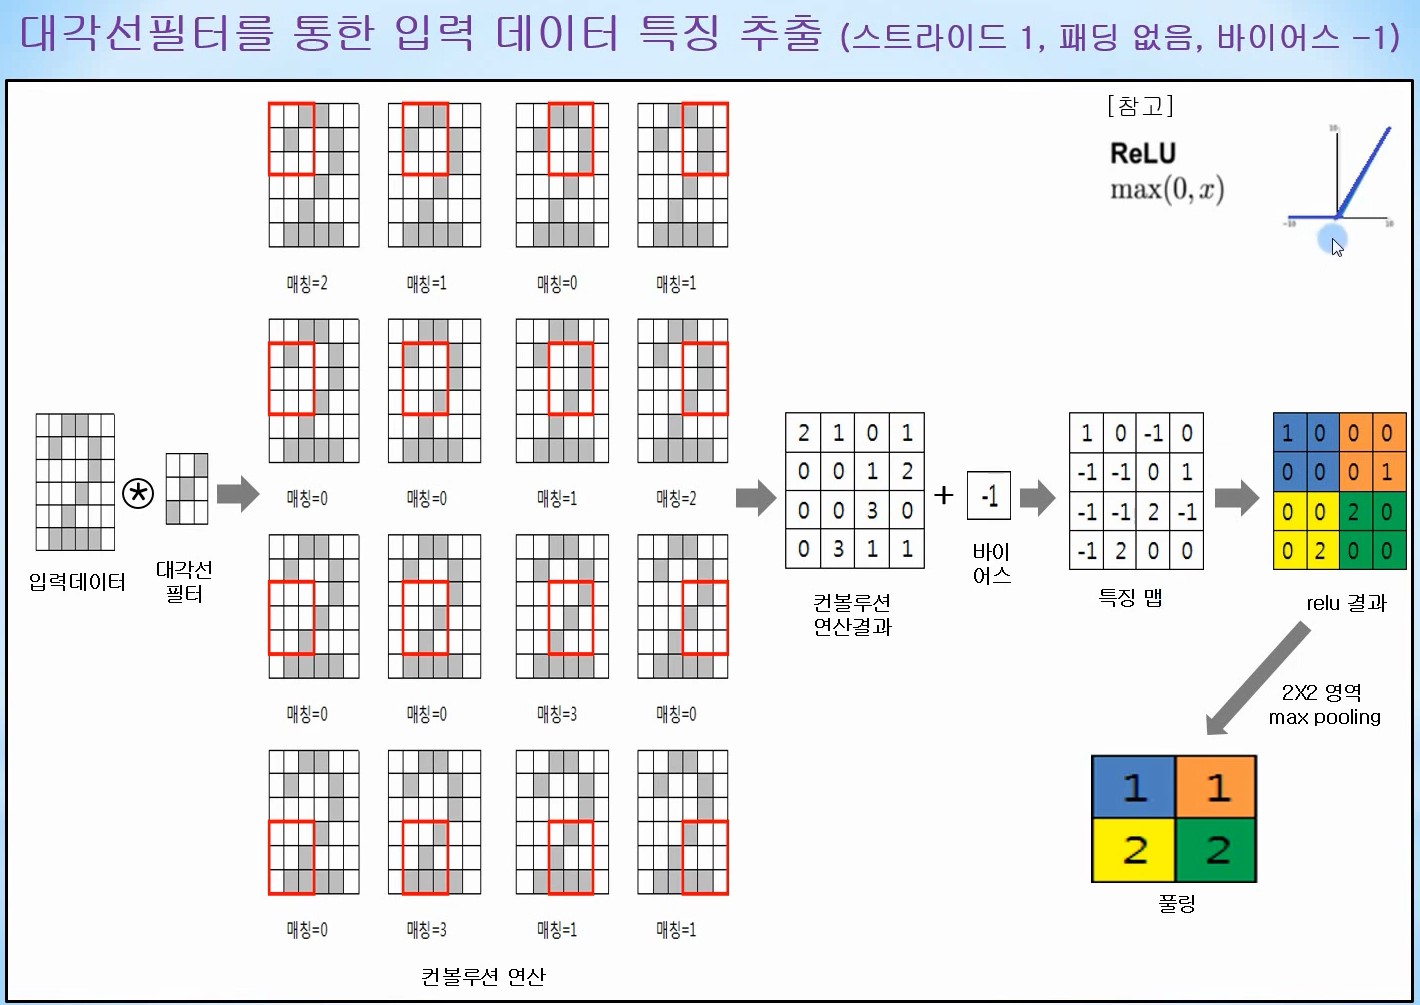 대각선필터를 통한 입력 데이터 특징 추출 (스트라이드 1, 패딩 없음, 바이어스 -1)
[참고]
ReLU
max(0, x)
10
-10
10
매칭=2
매칭=1
매칭=0
매칭=1
매칭=0
매칭=0
매칭=1
매칭=2
매칭=0
매칭=0
매칭=3
매칭=0
매칭=0
매칭=3
매칭=1
매칭=1
컨볼루션 연산
입력데이터
대각선
필터
2 1 0 1
0 0 1 2
0 0 3 0
0 3 1 1
컨볼루션
연산결과
+
-1
바이
어스
1 0 -1 0
-1 -1 0 1
-1 -1 2 -1
-1 2 0 0
특징 맵
1 0 0 0
0 0 0 1
0 0 2 0
0 2 0 0
relu 결과
2X2 영역
max pooling
1 1
2 2
풀링